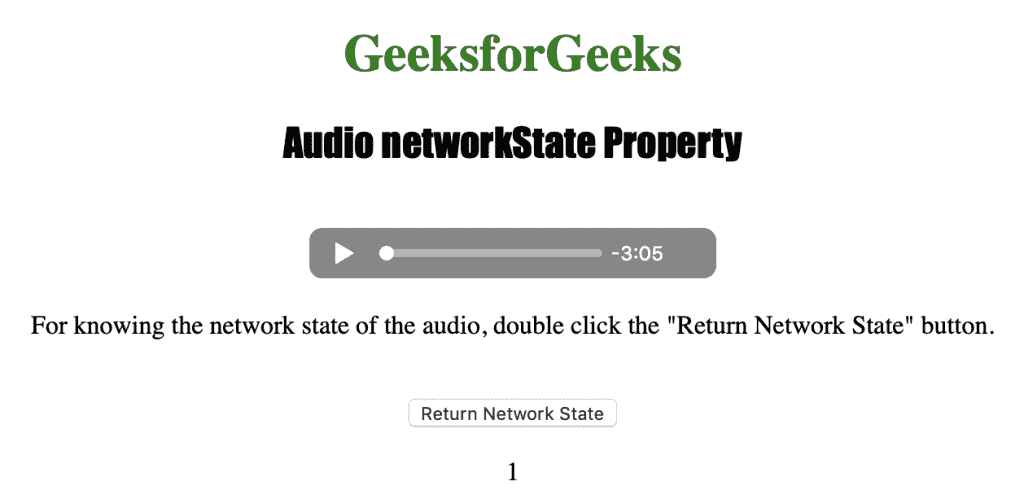 GeeksforGeeks
Audio networkState Property
-3:05
For knowing the network state of the audio, double click the "Return Network State" button.
Return Network State
1